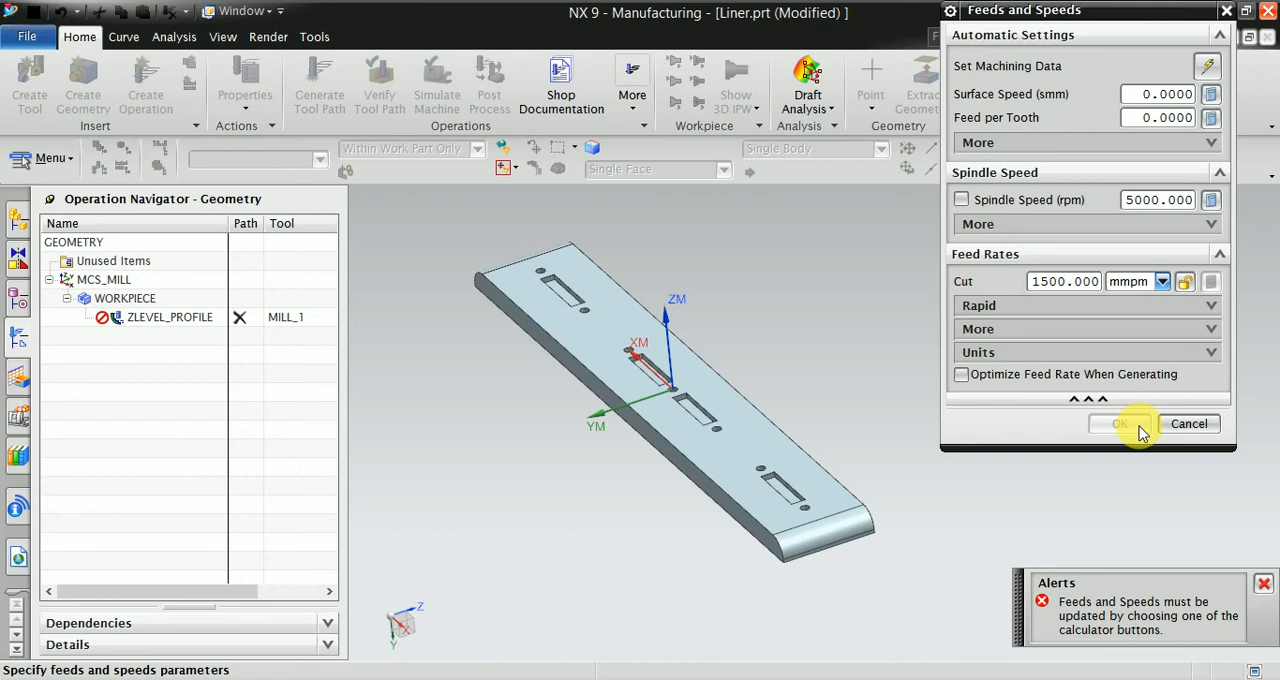 Window
NX 9 - Manufacturing - [Liner.prt (Modified) ]
File
Home
Curve
Analysis
View
Render
Tools
Create Tool
Create Geometry
Create Operation
Properties
Generate Tool Path
Verify Tool Path
Simulate Machine
Post Process
Shop Documentation
More
Show 3D IPW
Draft Analysis
Point
Insert
Actions
Operations
Workpiece
Analysis
Geometry
Menu
Within Work Part Only
Single Face
Single Body
Operation Navigator - Geometry
Name
Path
Tool
GEOMETRY
Unused Items
MCS_MILL
WORKPIECE
ZLEVEL_PROFILE
MILL_1
Dependencies
Details
Specify feeds and speeds parameters
ZM
XM
YM
Z
X
Y
Feeds and Speeds
Automatic Settings
Set Machining Data
Surface Speed (smm)
0.0000
Feed per Tooth
0.0000
More
Spindle Speed
Spindle Speed (rpm)
5000.000
More
Feed Rates
Cut
1500.000
mmpm
Rapid
More
Units
Optimize Feed Rate When Generating
OK
Cancel
Alerts
Feeds and Speeds must be
updated by choosing one of the
calculator buttons.